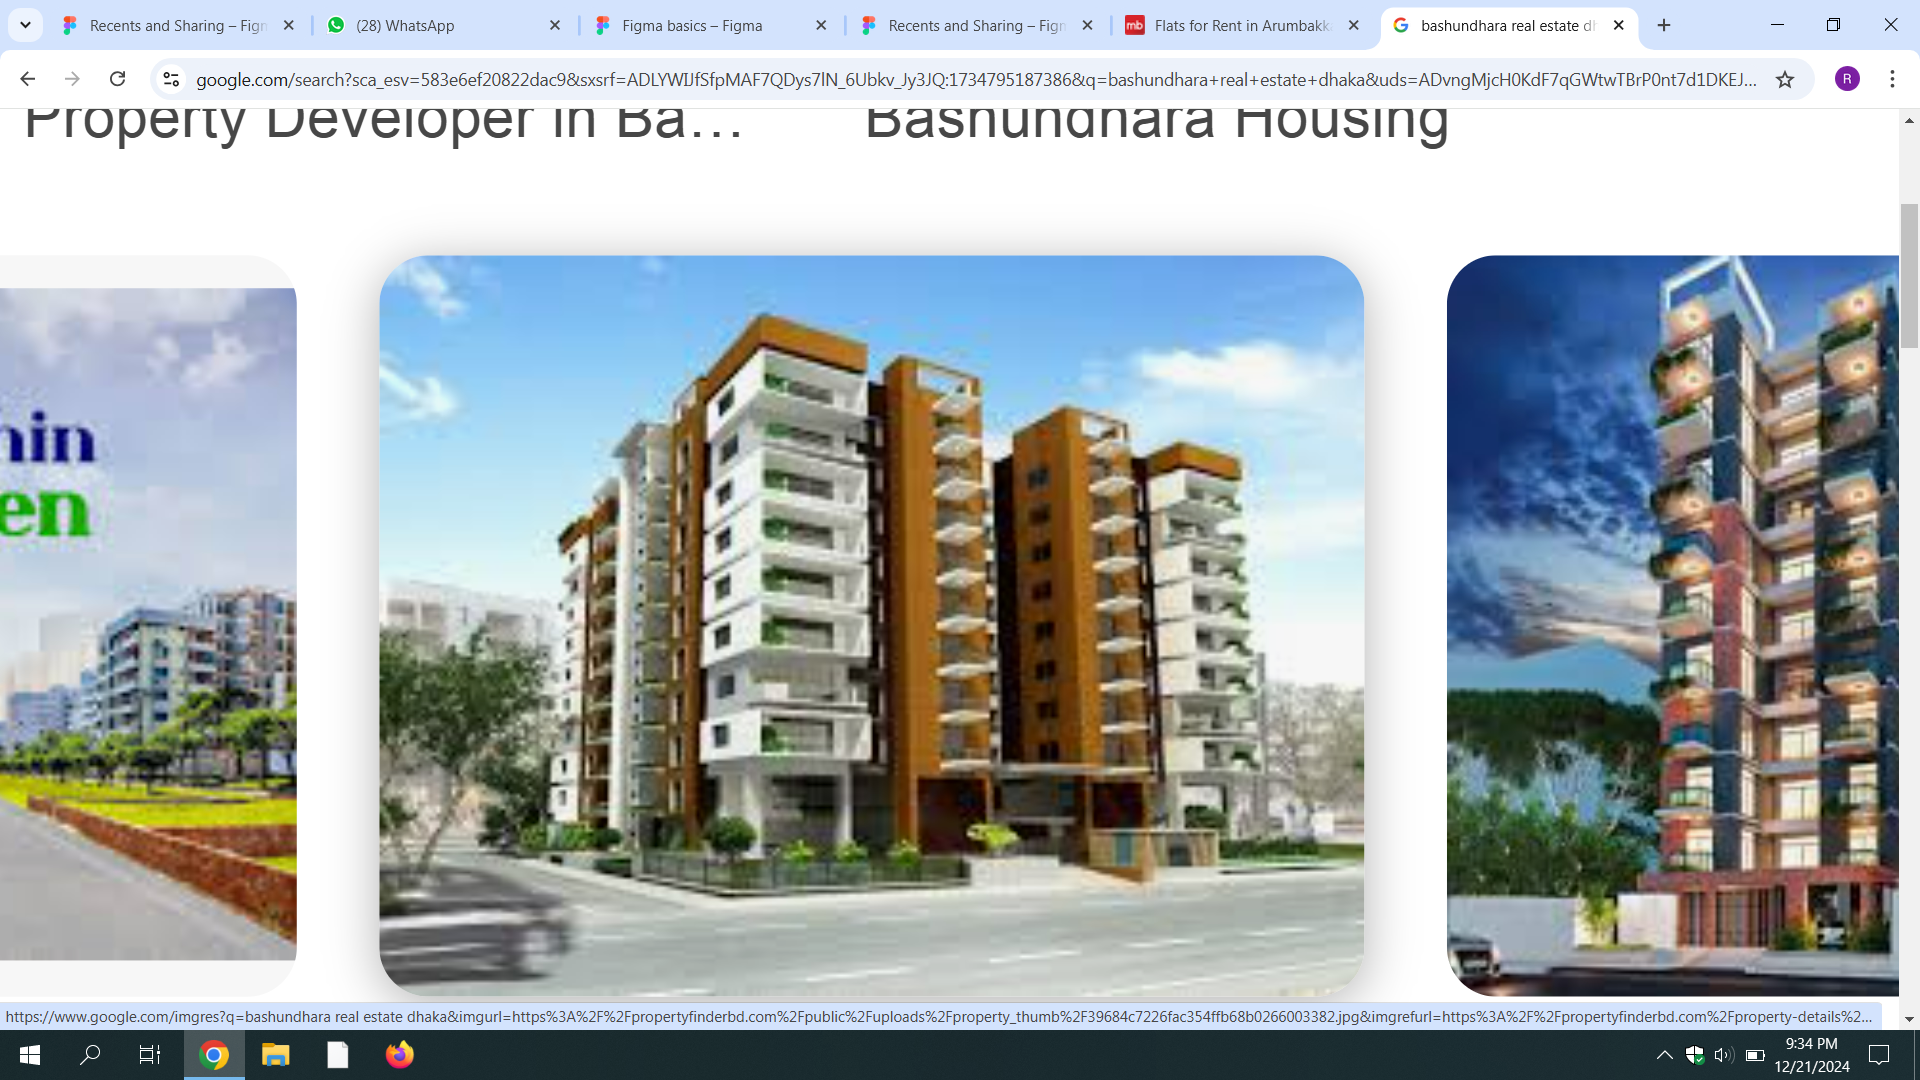 Recents and Sharing – Figm
(28) WhatsApp
Figma basics – Figma
Recents and Sharing – Figm
mb
Flats for Rent in Arumbakka
bashundhara real estate dh
google.com/search?sca_esv=583e6ef20822dac9&sxsrf=ADLYWIJfSfpMAF7QDys7lN_6Ubkv_Jy3JQ:1734795187386&q=bashundhara+real+estate+dhaka&uds=ADvngMjcH0KdF7qGWtwTBrP0nt7d1DKEJ...
R
Property Developer in Ba...
Bashundhara Housing
hin
en
https://www.google.com/imgres?q=bashundhara real estate dhaka&imgurl=https%3A%2F%2Fpropertyfinderbd.com%2Fpublic%2Fuploads%2Fproperty_thumb%2F39684c7226fac354ffb68b0266003382.jpg&imgrefurl=https%3A%2F%2Fpropertyfinderbd.com%2Fproperty-details%2...
9:34 PM
12/21/2024